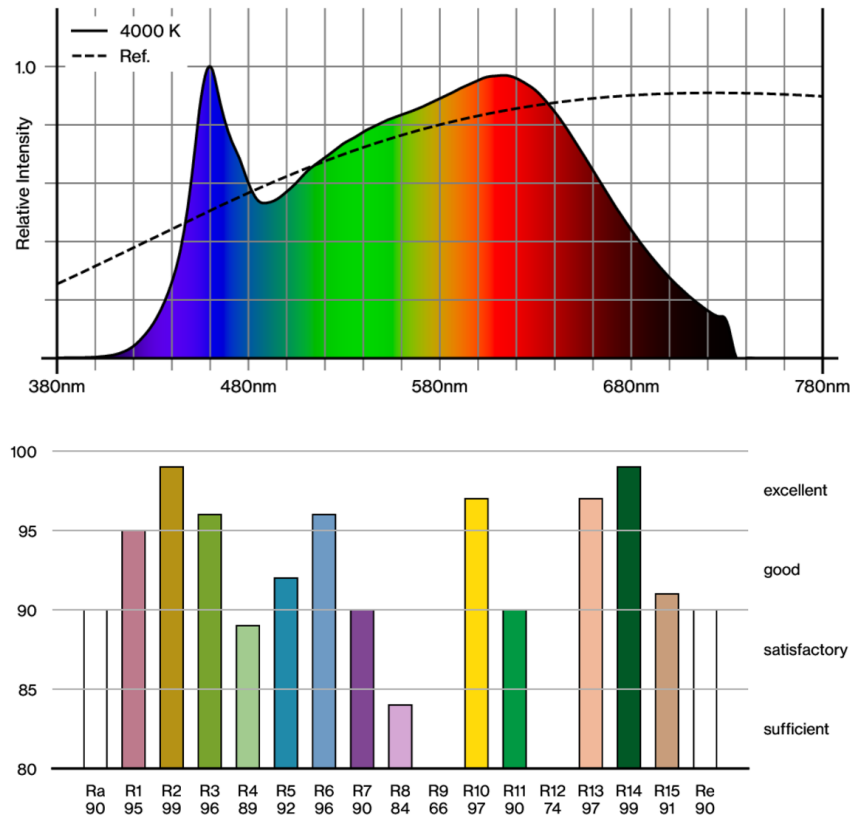 4000 K
Ref.
1.0
Relative Intensity
380nm 480nm 580nm 680nm 780nm
100
excellent
95
good
90
satisfactory
85
sufficient
80
Ra R1 R2 R3 R4 R5 R6 R7 R8 R9 R10 R11 R12 R13 R14 R15 Re
90 95 99 96 89 92 96 90 84 66 97 90 74 97 99 91 90